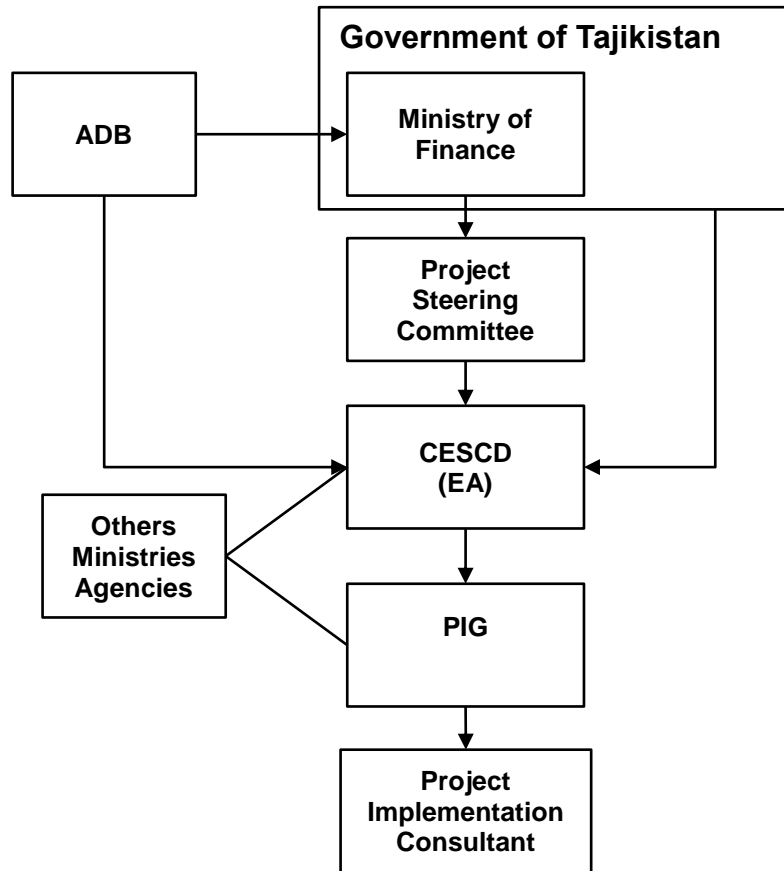 Government of Tajikistan
ADB
Ministry of
Finance
Project
Steering
Committee
CESCD
(EA)
Others
Ministries
Agencies
PIG
Project
Implementation
Consultant